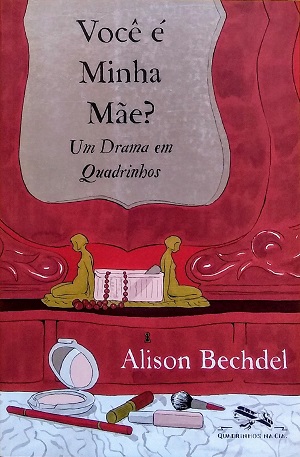 Você é
Minha
Mãe?
Um Drama em
Quadrinhos
Alison Bechdel
QUADRINHOS NA CIA.